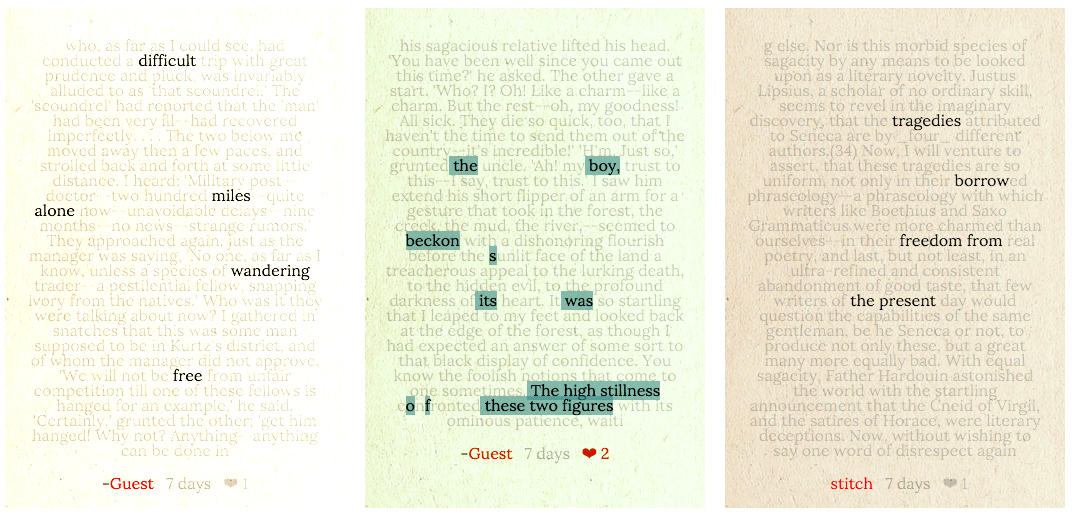 who, as far as I could see, had
conducted a difficult trip with great
prudence and pluck, was invariably
alluded to as 'that scoundrel.' The
'scoundrel' had reported that the 'man'
had been very ill--had recovered
imperfectly. . . . The two below me
moved away then a few paces, and
strolled back and forth at some little
distance. I heard: 'Military post--
doctor--two hundred miles--quite
alone now--unavoidable delays--nine
months--no news--strange rumors.'
They approached again, just as the
manager was saying, 'No one, as far as I
know, unless a species of wandering
trader--a pestilential fellow, snapping
ivory from the natives.' Who was it they
were talking about now? I gathered in
snatches that this was some man
supposed to be in Kurtz's district, and
of whom the manager did not approve.
'We will not be free from unfair
competition till one of these fellows is
hanged for an example,' he said.
'Certainly,' grunted the other; 'get him
hanged! Why not? Anything--anything
can be done in
-Guest 7 days ❤ 1
his sagacious relative lifted his head.
'You have been well since you came out
this time?' he asked. The other gave a
start. 'Who? I? Oh! Like a charm--like a
charm. But the rest--oh, my goodness!
All sick. They die so quick, too, that I
haven't the time to send them out of the
country--it's incredible!' 'H'm. Just so,'
grunted the uncle. 'Ah! my boy, trust to
this--I say, trust to this.' I saw him
extend his short flipper of an arm for a
gesture that took in the forest, the
creek, the mud, the river,--seemed to
beckon with a dishonoring flourish
before the sunlit face of the land a
treacherous appeal to the lurking death,
to the hidden evil, to the profound
darkness of its heart. It was so startling
that I leaped to my feet and looked back
at the edge of the forest, as though I
had expected an answer of some sort to
that black display of confidence. You
know the foolish notions that come to
one sometimes. The high stillness
confronted these two figures with its
ominous patience, waiti
-Guest 7 days ❤ 2
g else. Nor is this morbid species of
sagacity by any means to be looked
upon as a literary novelty. Justus
Lipsius, a scholar of no ordinary skill,
seems to revel in the imaginary
discovery, that the tragedies attributed
to Seneca are by _four_ different
authors.(34) Now, I will venture to
assert, that these tragedies are so
uniform, not only in their borrowed
phraseology--a phraseology with which
writers like Boethius and Saxo
Grammaticus were more charmed than
ourselves--in their freedom from real
poetry, and last, but not least, in an
ultra-refined and consistent
abandonment of good taste, that few
writers of the present day would
question the capabilities of the same
gentleman, be he Seneca or not, to
produce not only these, but a great
many more equally bad. With equal
sagacity, Father Hardouin astonished
the world with the startling
announcement that the Æneid of Virgil,
and the satires of Horace, were literary
deceptions. Now, without wishing to
say one word of disrespect again
stitch 7 days ❤ 1